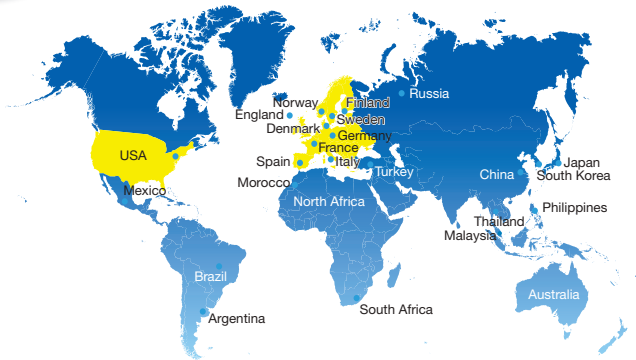 Norway
Finland
England
Sweden
Denmark
Germany
France
Spain
Italy
Turkey
Morocco
North Africa
Russia
USA
Mexico
China
Japan
South Korea
Philippines
Thailand
Malaysia
Brazil
Argentina
South Africa
Australia